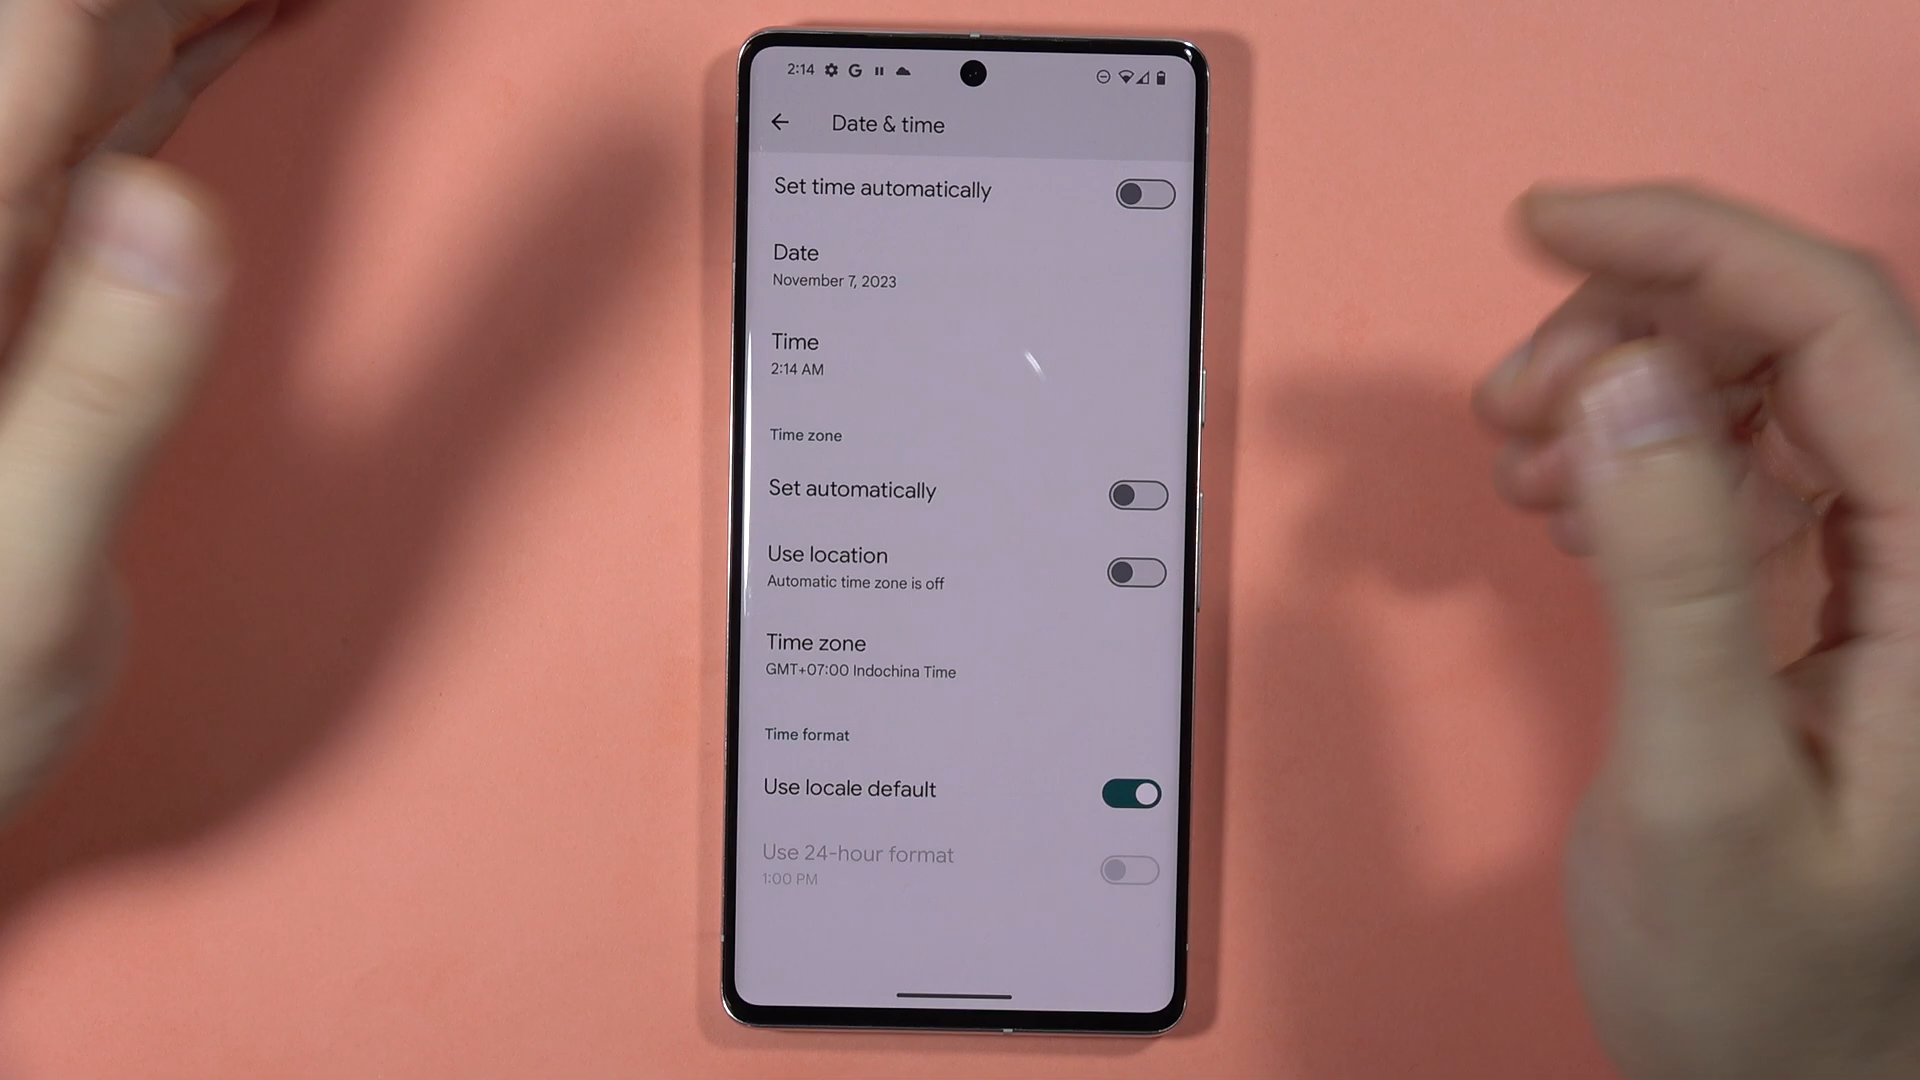 2:14
Date & time
Set time automatically
Date
November 7, 2023
Time
2:14 AM
Time zone
Set automatically
Use location
Automatic time zone is off
Time zone
GMT+07:00 Indochina Time
Time format
Use locale default
Use 24-hour format
1:00 PM